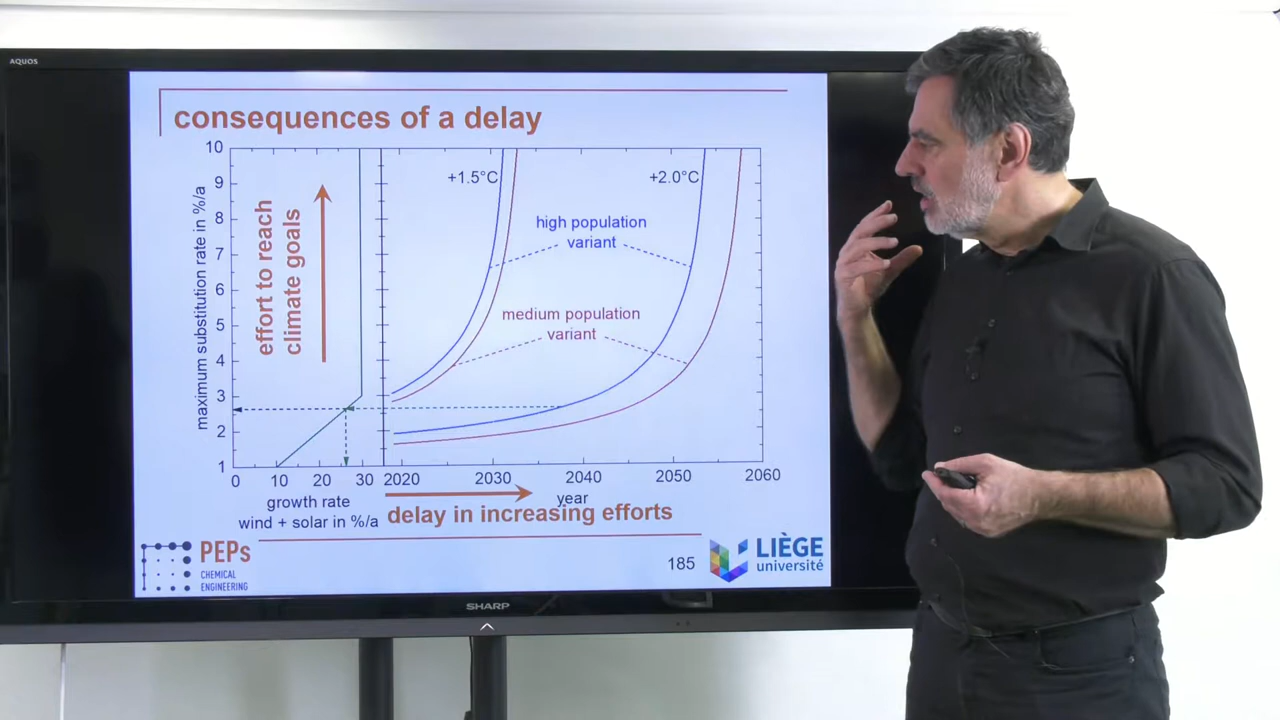 AQUOS
consequences of a delay
10
9
8
7
6
5
4
3
2
1
maximum substitution rate in %/a
effort to reach
climate goals
+1.5°C
+2.0°C
high population
variant
medium population
variant
0 10 20 30 2020 2030 2040 2050 2060
growth rate
wind + solar in %/a
year
delay in increasing efforts
PEPs
CHEMICAL
ENGINEERING
185
LIÈGE
université
SHARP